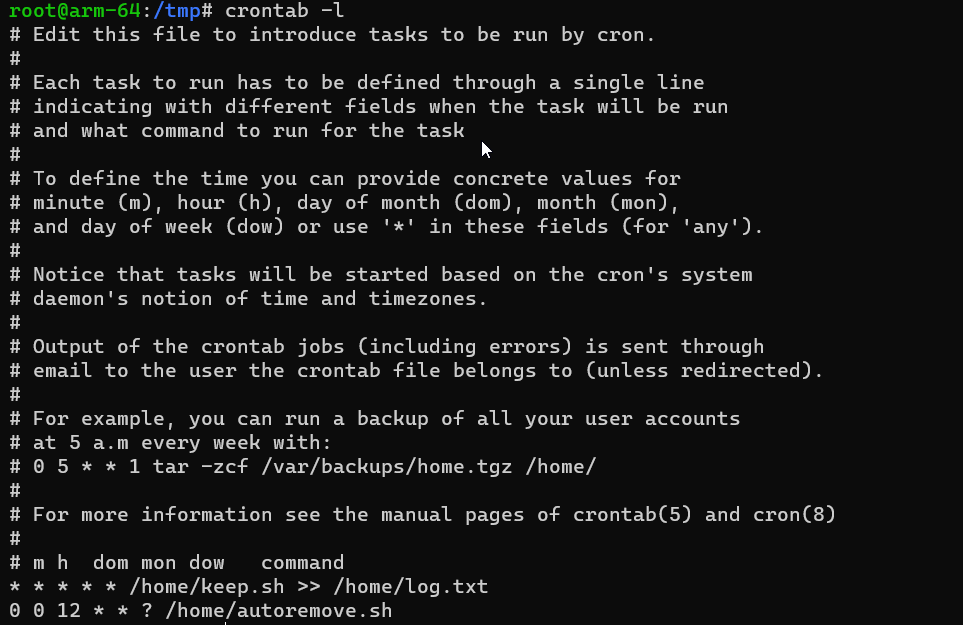 root@arm-64:/tmp# crontab -l
# Edit this file to introduce tasks to be run by cron.
#
# Each task to run has to be defined through a single line
# indicating with different fields when the task will be run
# and what command to run for the task
#
# To define the time you can provide concrete values for
# minute (m), hour (h), day of month (dom), month (mon),
# and day of week (dow) or use '*' in these fields (for 'any').
#
# Notice that tasks will be started based on the cron's system
# daemon's notion of time and timezones.
#
# Output of the crontab jobs (including errors) is sent through
# email to the user the crontab file belongs to (unless redirected).
#
# For example, you can run a backup of all your user accounts
# at 5 a.m every week with:
# 0 5 * * 1 tar -zcf /var/backups/home.tgz /home/
#
# For more information see the manual pages of crontab(5) and cron(8)
#
# m h  dom mon dow   command
* * * * * /home/keep.sh >> /home/log.txt
0 0 12 * * ? /home/autoremove.sh